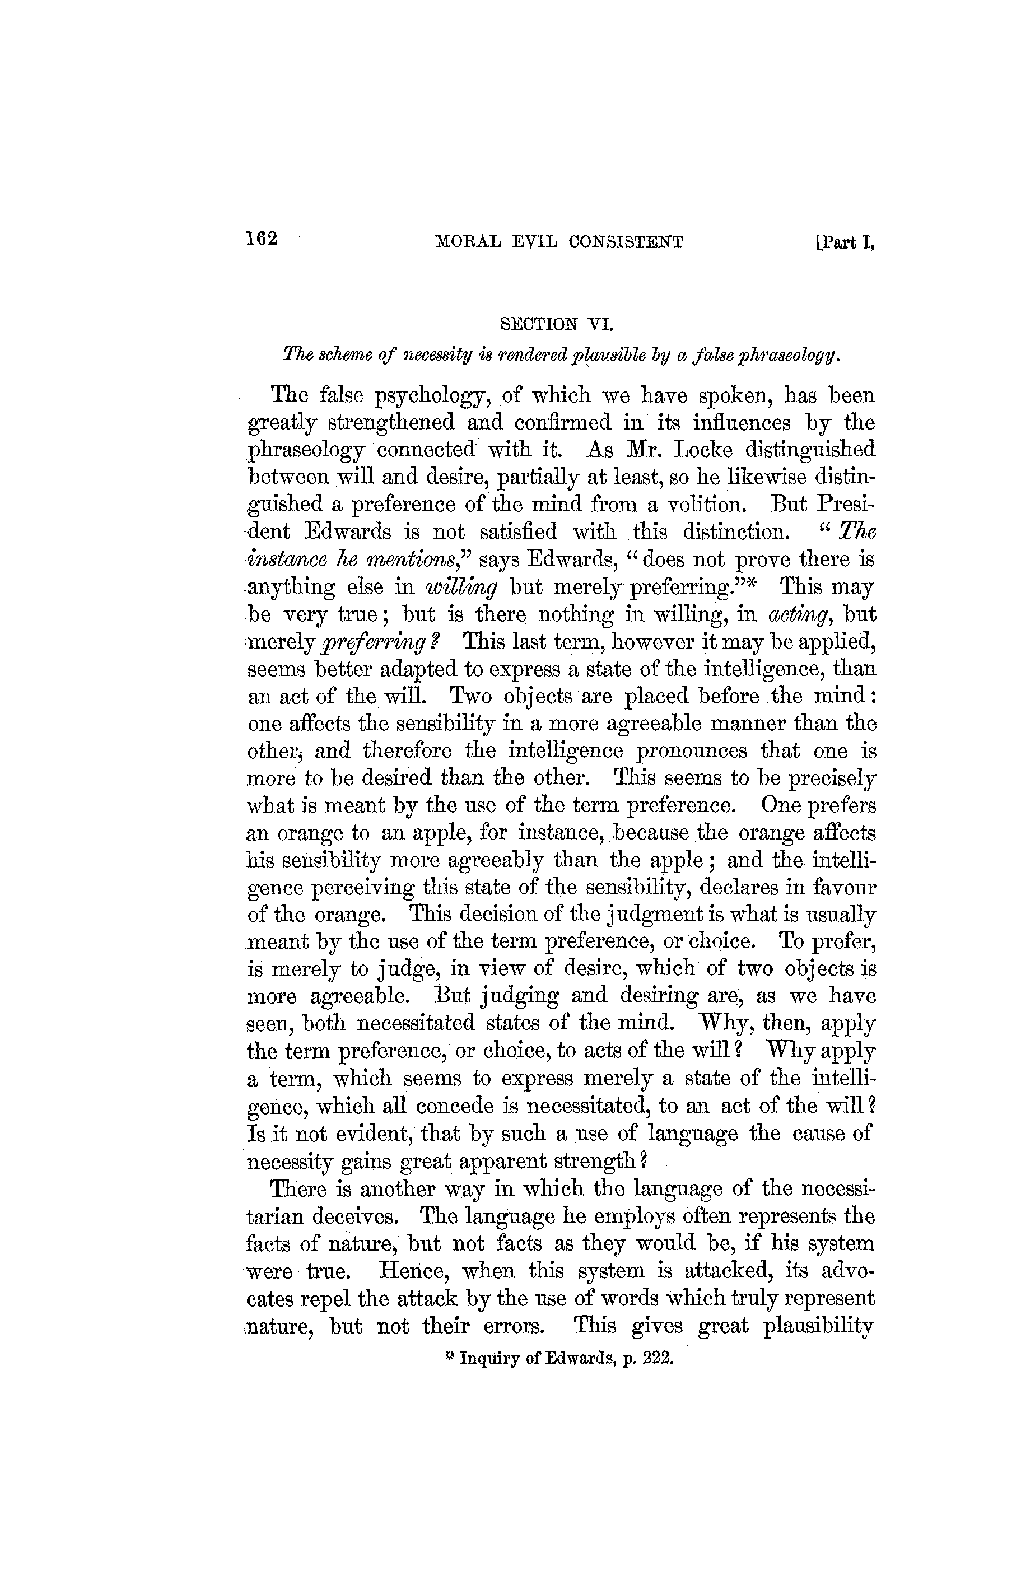 162 MORAL EVIL CONSISTENT [Part I,
SECTION VI.
The scheme of necessity is rendered plausible by a false phraseology.
The false psychology, of which we have spoken, has been
greatly strengthened and confirmed in its influences by the
phraseology connected with it. As Mr. Locke distinguished
between will and desire, partially at least, so he likewise distin-
guished a preference of the mind from a volition. But Presi-
dent Edwards is not satisfied with this distinction. “ The
instance he mentions,” says Edwards, “ does not prove there is
anything else in willing but merely preferring.”* This may
be very true ; but is there nothing in willing, in acting, but
merely preferring ? This last term, however it may be applied,
seems better adapted to express a state of the intelligence, than
an act of the will. Two objects are placed before the mind :
one affects the sensibility in a more agreeable manner than the
other, and therefore the intelligence pronounces that one is
more to be desired than the other. This seems to be precisely
what is meant by the use of the term preference. One prefers
an orange to an apple, for instance, because the orange affects
his sensibility more agreeably than the apple ; and the intelli-
gence perceiving this state of the sensibility, declares in favour
of the orange. This decision of the judgment is what is usually
meant by the use of the term preference, or choice. To prefer,
is merely to judge, in view of desire, which of two objects is
more agreeable. But judging and desiring are, as we have
seen, both necessitated states of the mind. Why, then, apply
the term preference, or choice, to acts of the will ? Why apply
a term, which seems to express merely a state of the intelli-
gence, which all concede is necessitated, to an act of the will ?
Is it not evident, that by such a use of language the cause of
necessity gains great apparent strength ?
There is another way in which the language of the necessi-
tarian deceives. The language he employs often represents the
facts of nature, but not facts as they would be, if his system
were true. Hence, when this system is attacked, its advo-
cates repel the attack by the use of words which truly represent
nature, but not their errors. This gives great plausibility
* Inquiry of Edwards, p. 222.